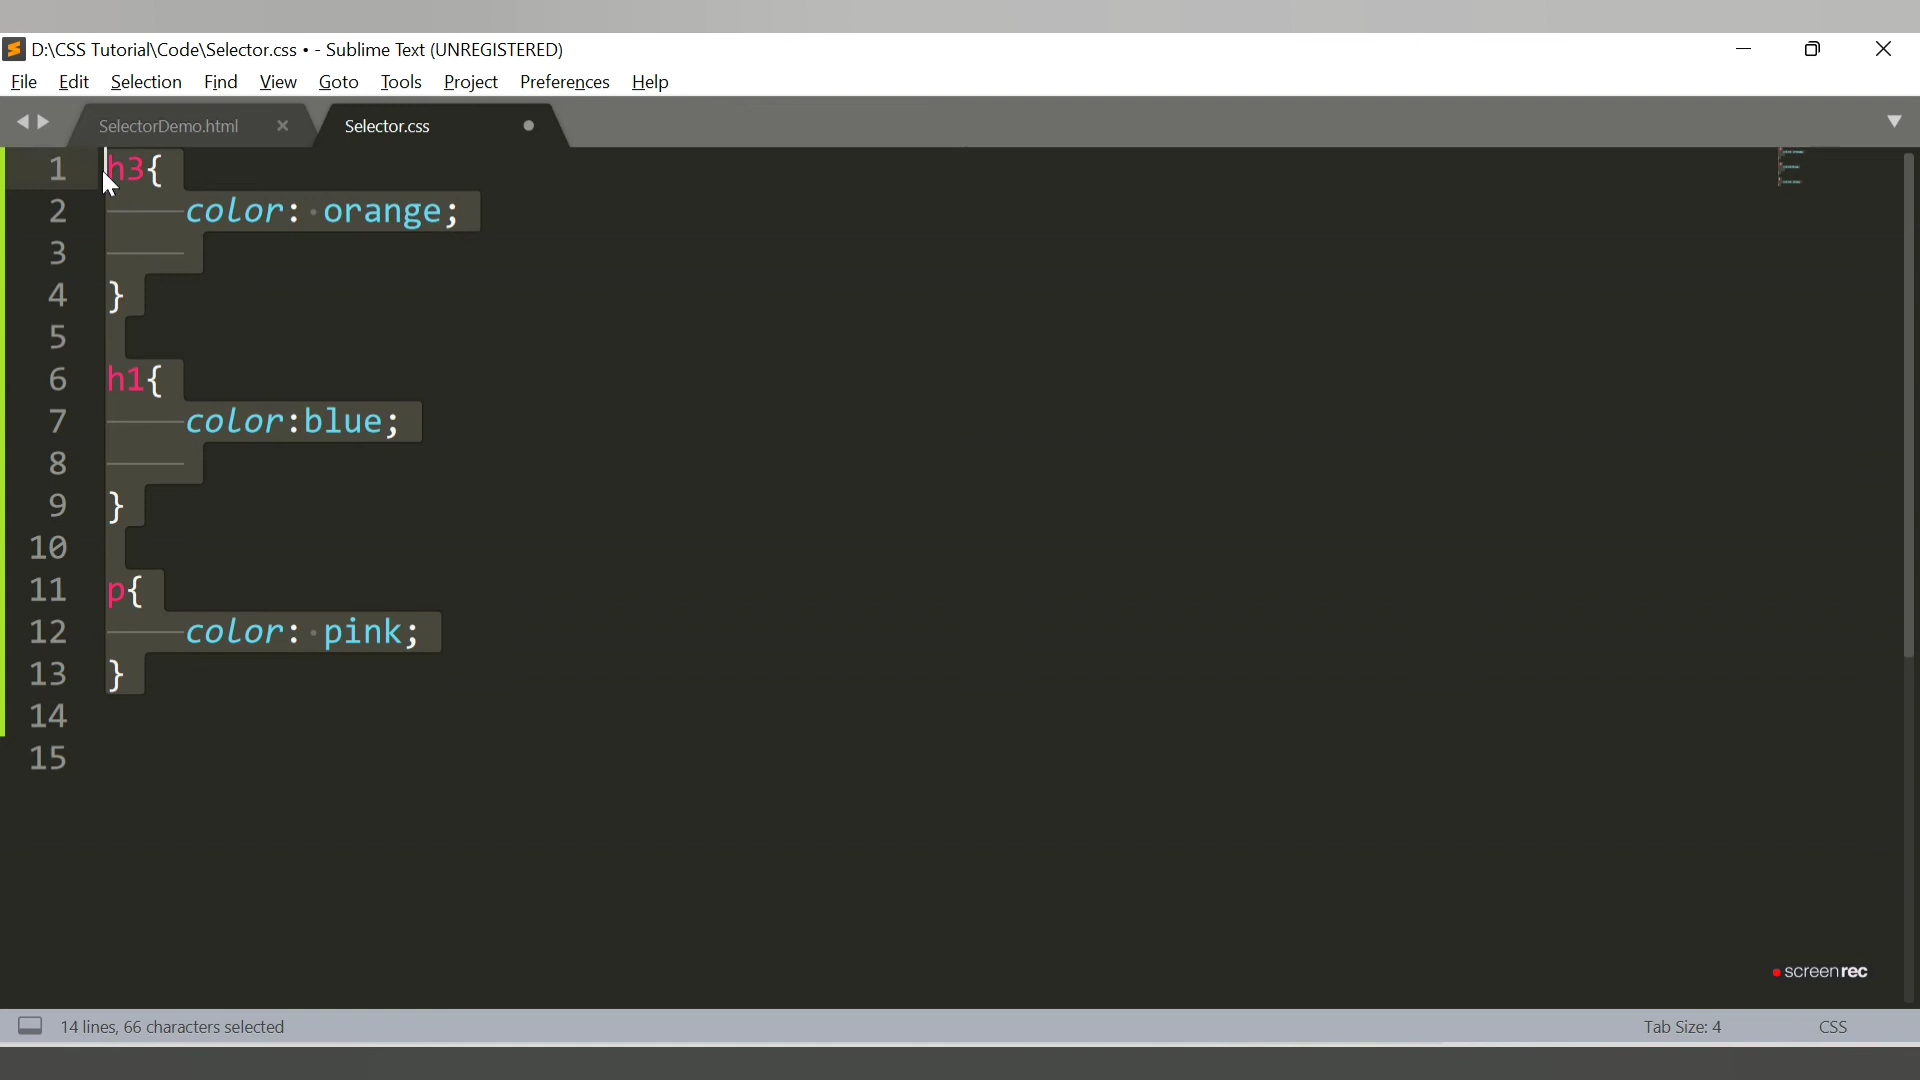 D:\CSS Tutorial\Code\Selector.css • - Sublime Text (UNREGISTERED)
File Edit Selection Find View Goto Tools Project Preferences Help
SelectorDemo.html Selector.css
1 h3{
2 color: orange;
3
4 }
5
6 h1{
7 color:blue;
8
9 }
10
11 p{
12 color: pink;
13 }
14
15
screenrec
14 lines, 66 characters selected Tab Size: 4 CSS